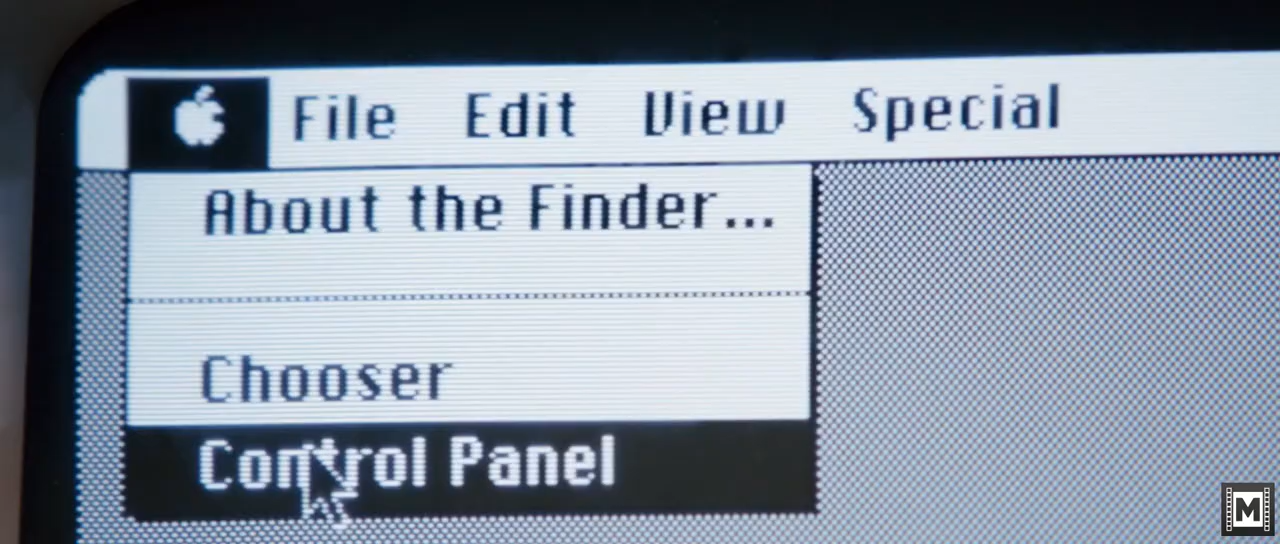 File Edit View Special
About the Finder...
Chooser
Control Panel
M